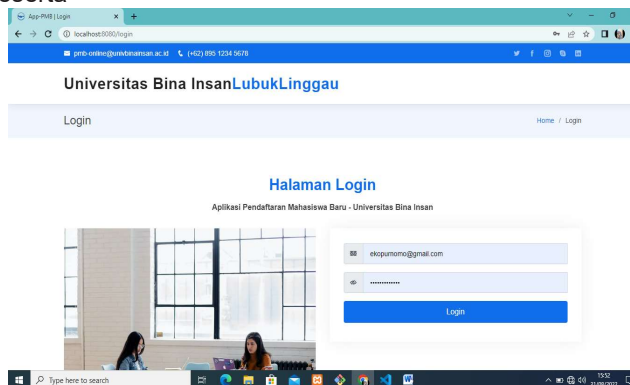 App-PMB | Login
localhost:8080/login
pmb-online@univbinainsan.ac.id (+62) 895 1234 5678
Universitas Bina InsanLubukLinggau
Login Home / Login
Halaman Login
Aplikasi Pendaftaran Mahasiswa Baru - Universitas Bina Insan
ekopurnomo@gmail.com
Login
Type here to search
15:52